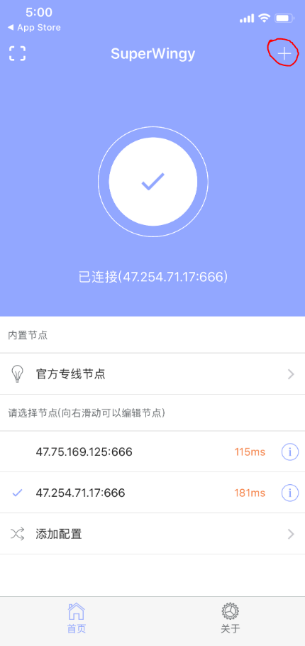 5:00
◀ App Store
SuperWingy
已连接(47.254.71.17:666)
内置节点
官方专线节点
请选择节点(向右滑动可以编辑节点)
47.75.169.125:666 115ms
47.254.71.17:666 181ms
添加配置
首页 关于